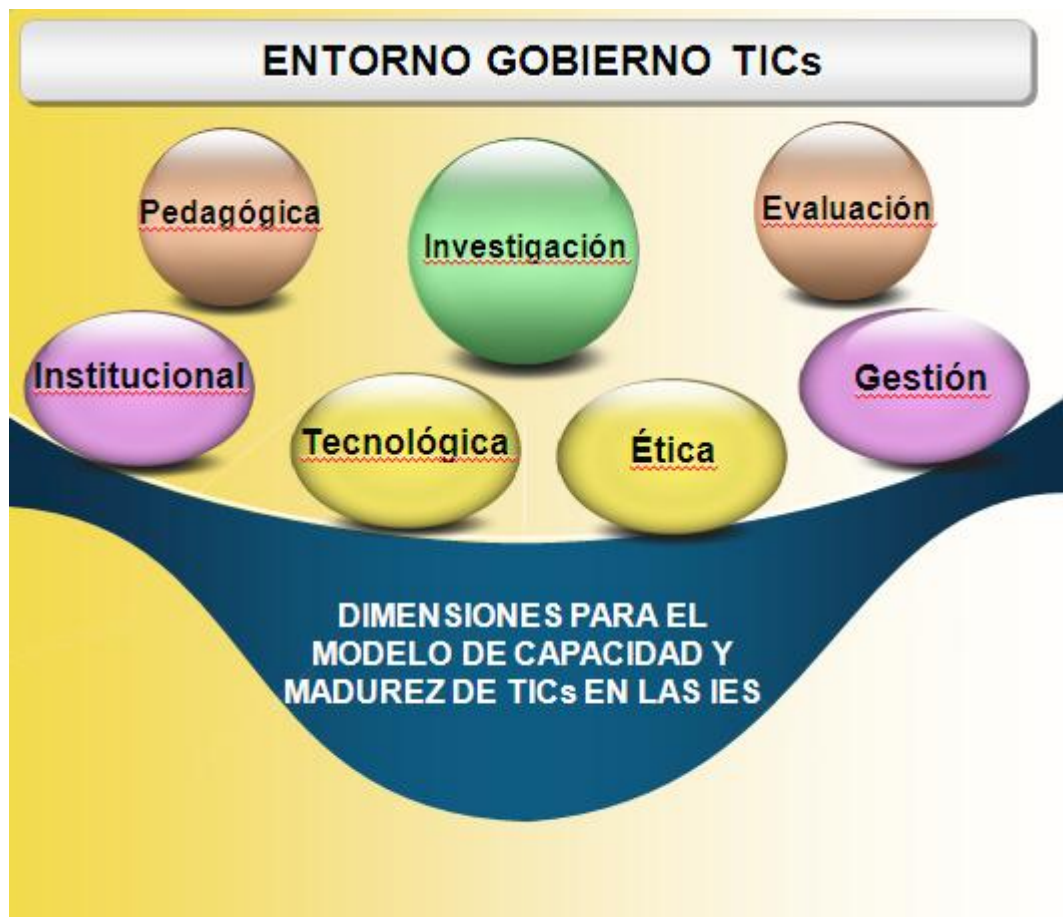 ENTORNO GOBIERNO TICs
Pedagógica
Investigación
Evaluación
Institucional
Tecnológica
Ética
Gestión
DIMENSIONES PARA EL
MODELO DE CAPACIDAD Y
MADUREZ DE TICs EN LAS IES